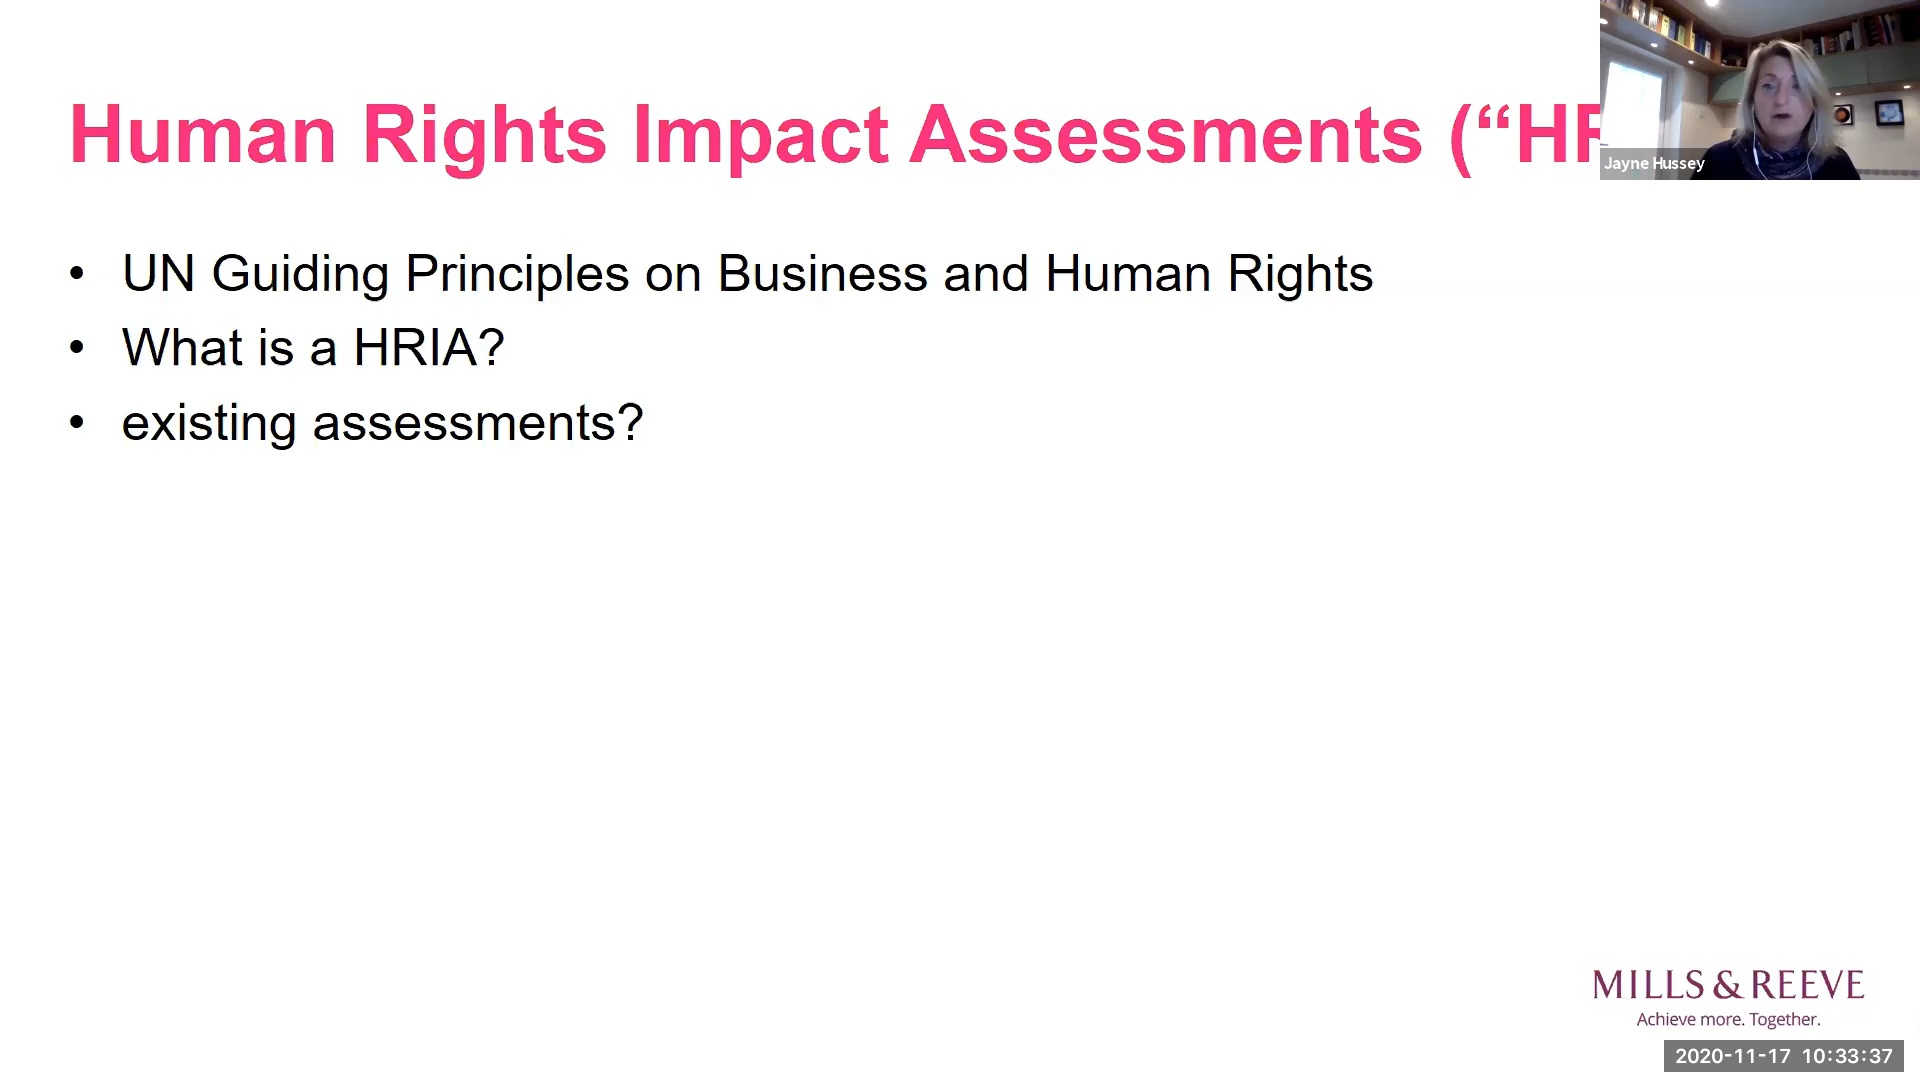 Human Rights Impact Assessments (“HR
Jayne Hussey
• UN Guiding Principles on Business and Human Rights
• What is a HRIA?
• existing assessments?
MILLS & REEVE
Achieve more. Together.
2020-11-17 10:33:37